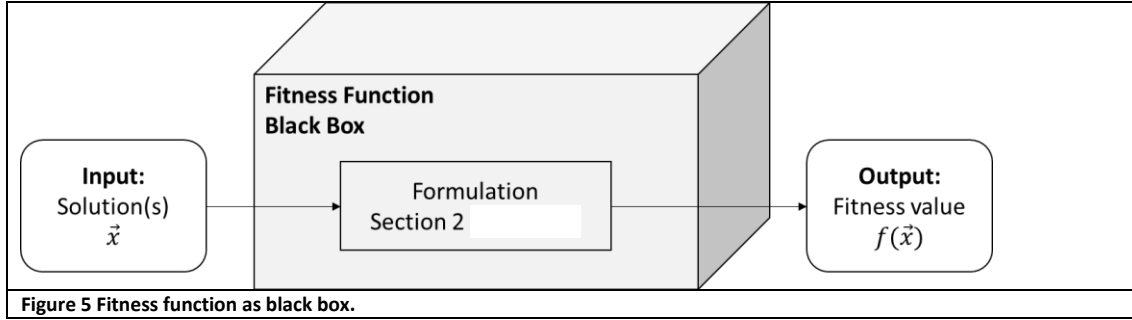 Fitness Function
Black Box
Input:
Solution(s)
x⃗
Formulation
Section 2
Output:
Fitness value
f(x⃗)
Figure 5 Fitness function as black box.